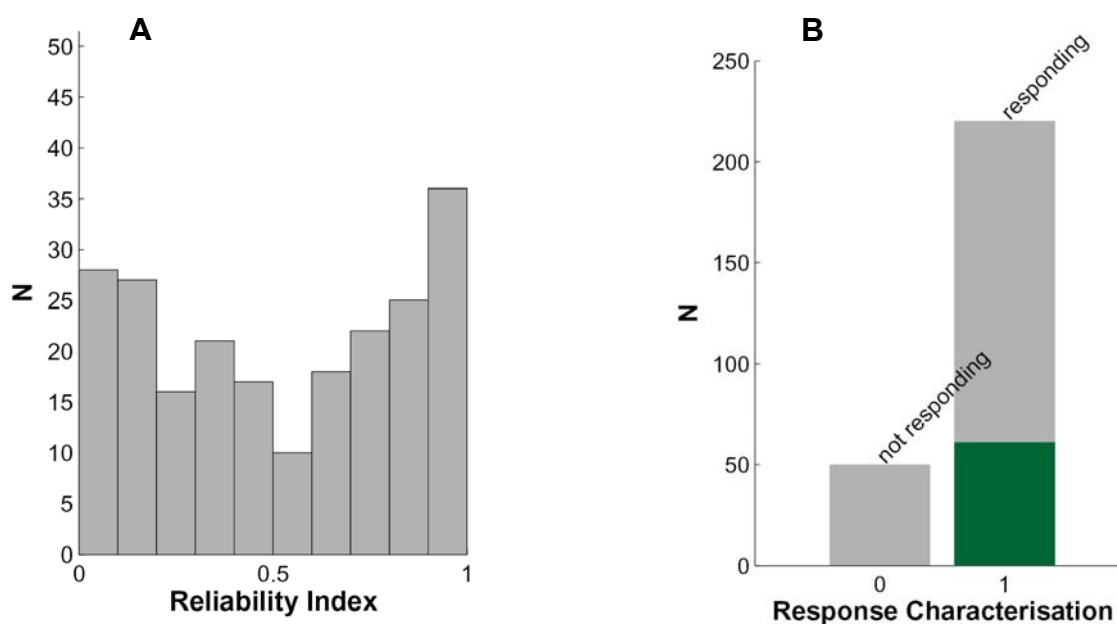 A
50
45
40
35
30
25
20
15
10
5
0
N
0 0.5 1
Reliability Index
B
250
200
150
100
50
0
N
responding
not responding
0 1
Response Characterisation